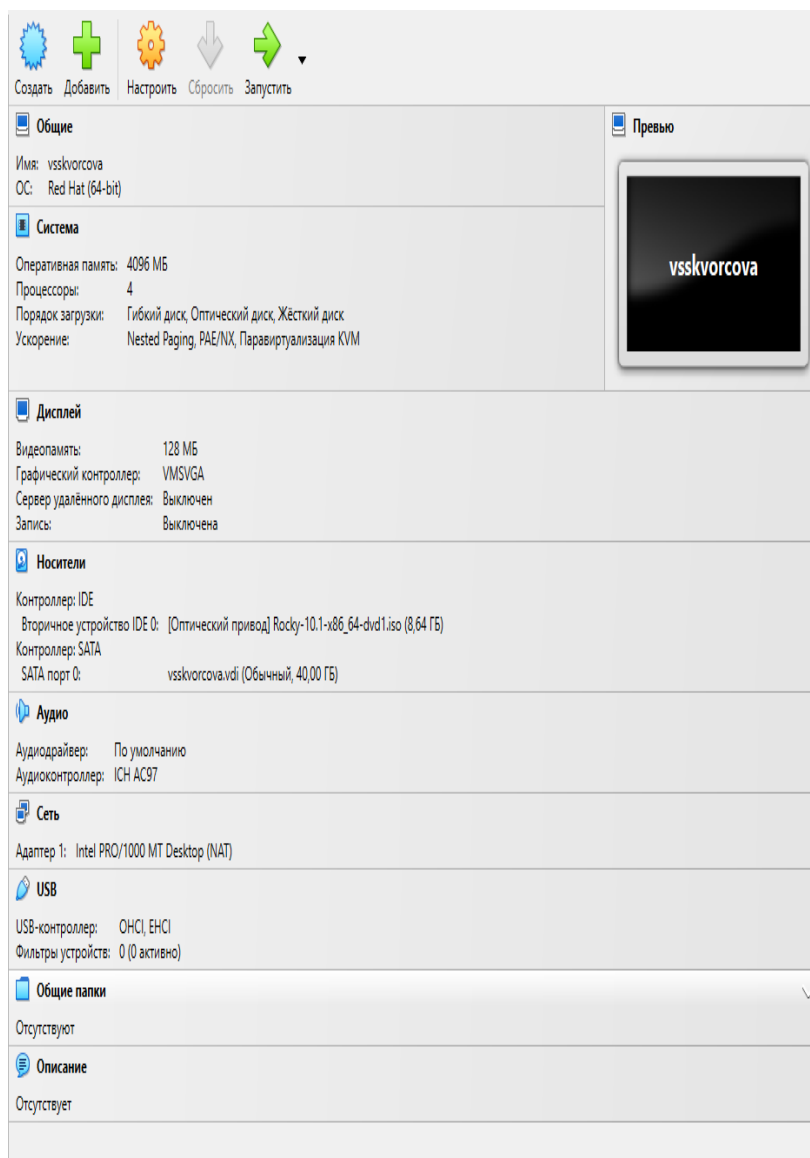 Создать Добавить Настроить Сбросить Запустить
Общие
Имя: vsskvorcova
ОС: Red Hat (64-bit)
Превью
vsskvorcova
Система
Оперативная память: 4096 МБ
Процессоры: 4
Порядок загрузки: Гибкий диск, Оптический диск, Жёсткий диск
Ускорение: Nested Paging, PAE/NX, Паравиртуализация KVM
Дисплей
Видеопамять: 128 МБ
Графический контроллер: VMSVGA
Сервер удалённого дисплея: Выключен
Запись: Выключена
Носители
Контроллер: IDE
Вторичное устройство IDE 0: [Оптический привод] Rocky-10.1-x86_64-dvd1.iso (8,64 ГБ)
Контроллер: SATA
SATA порт 0: vsskvorcova.vdi (Обычный, 40,00 ГБ)
Аудио
Аудиодрайвер: По умолчанию
Аудиоконтроллер: ICH AC97
Сеть
Адаптер 1: Intel PRO/1000 MT Desktop (NAT)
USB
USB-контроллер: OHCI, EHCI
Фильтры устройств: 0 (0 активно)
Общие папки
Отсутствуют
Описание
Отсутствует